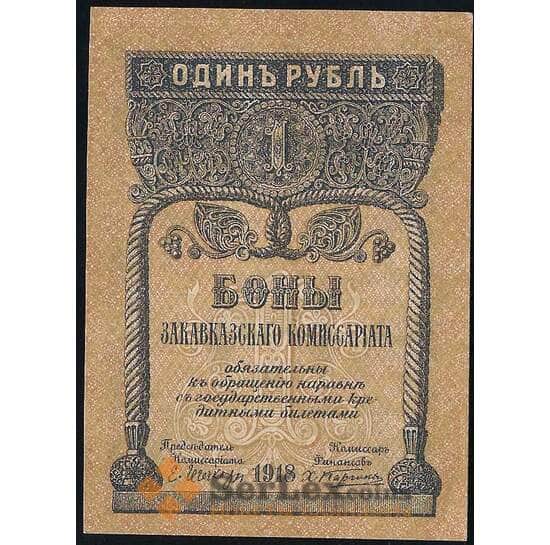 ОДИНЪ РУБЛЬ
1
БОНЫ
ЗАКАВКАЗСКАГО КОМИССАРІАТА
обязательны
къ обращенію наравнѣ
съ государственными кре-
дитными билетами
Предсѣдатель Комиссаръ
Комиссаріата Финансовъ
1918